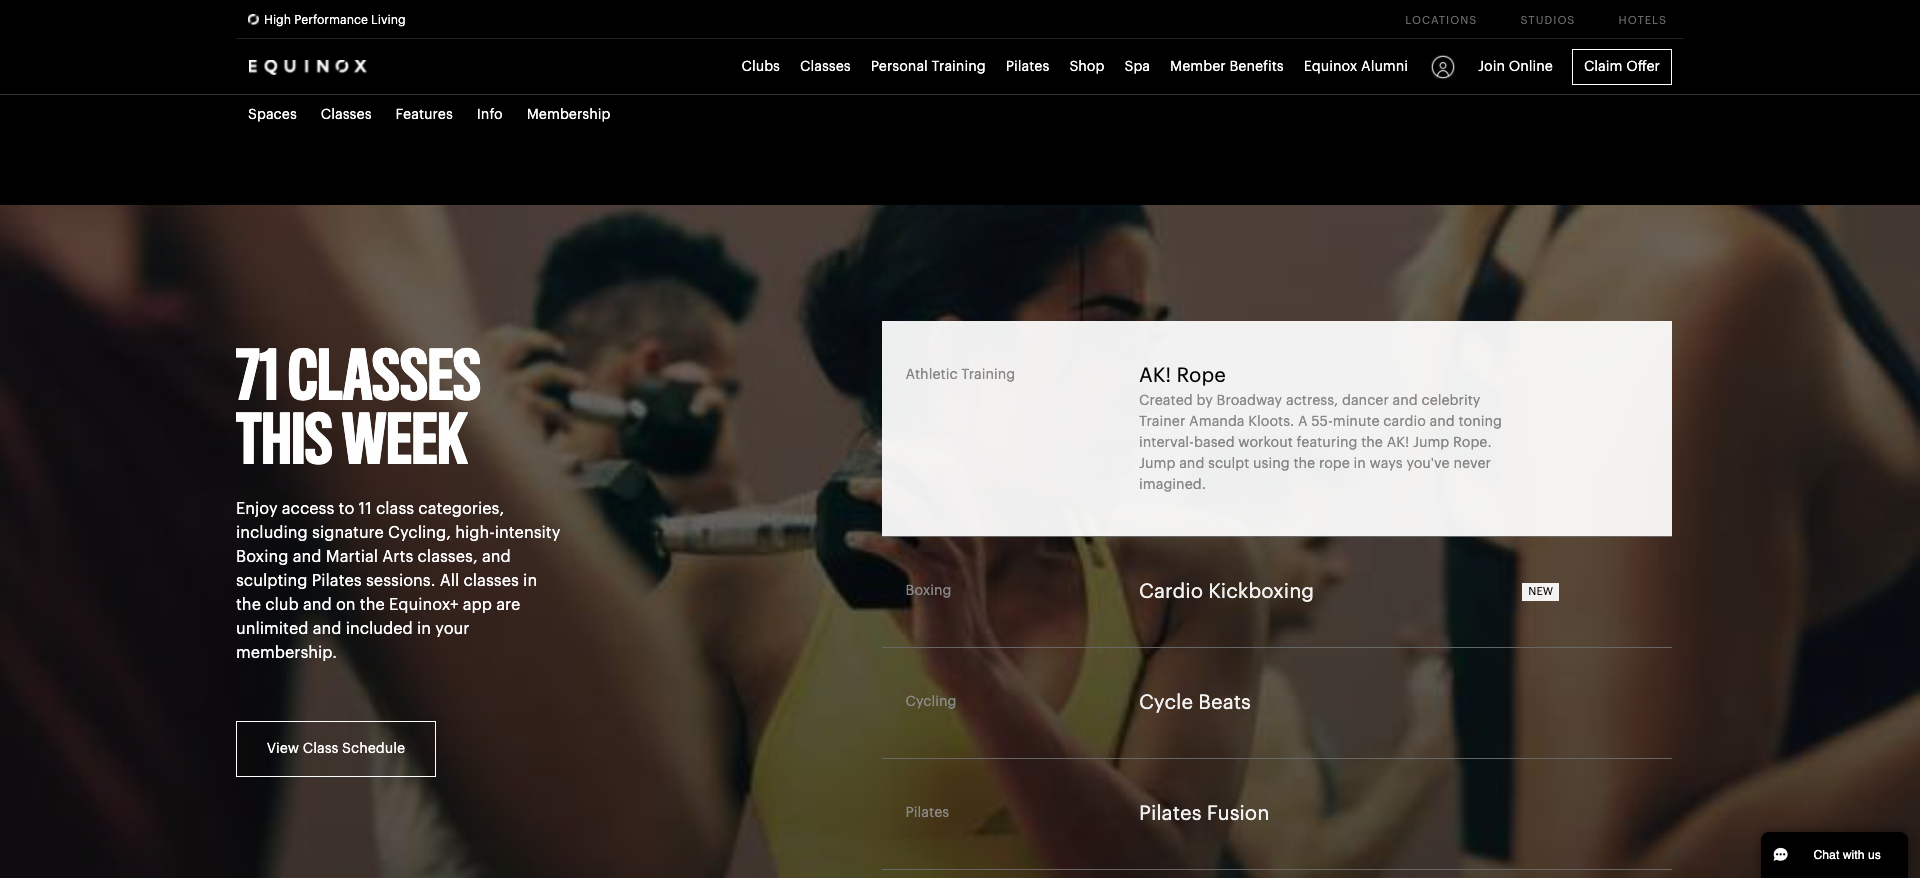 High Performance Living
LOCATIONS STUDIOS HOTELS
EQUINOX
Clubs Classes Personal Training Pilates Shop Spa Member Benefits Equinox Alumni Join Online Claim Offer
Spaces Classes Features Info Membership
71 CLASSES
THIS WEEK
Enjoy access to 11 class categories,
including signature Cycling, high-intensity
Boxing and Martial Arts classes, and
sculpting Pilates sessions. All classes in
the club and on the Equinox+ app are
unlimited and included in your
membership.
View Class Schedule
Athletic Training
AK! Rope
Created by Broadway actress, dancer and celebrity
Trainer Amanda Kloots. A 55-minute cardio and toning
interval-based workout featuring the AK! Jump Rope.
Jump and sculpt using the rope in ways you've never
imagined.
Boxing
Cardio Kickboxing
NEW
Cycling
Cycle Beats
Pilates
Pilates Fusion
Chat with us